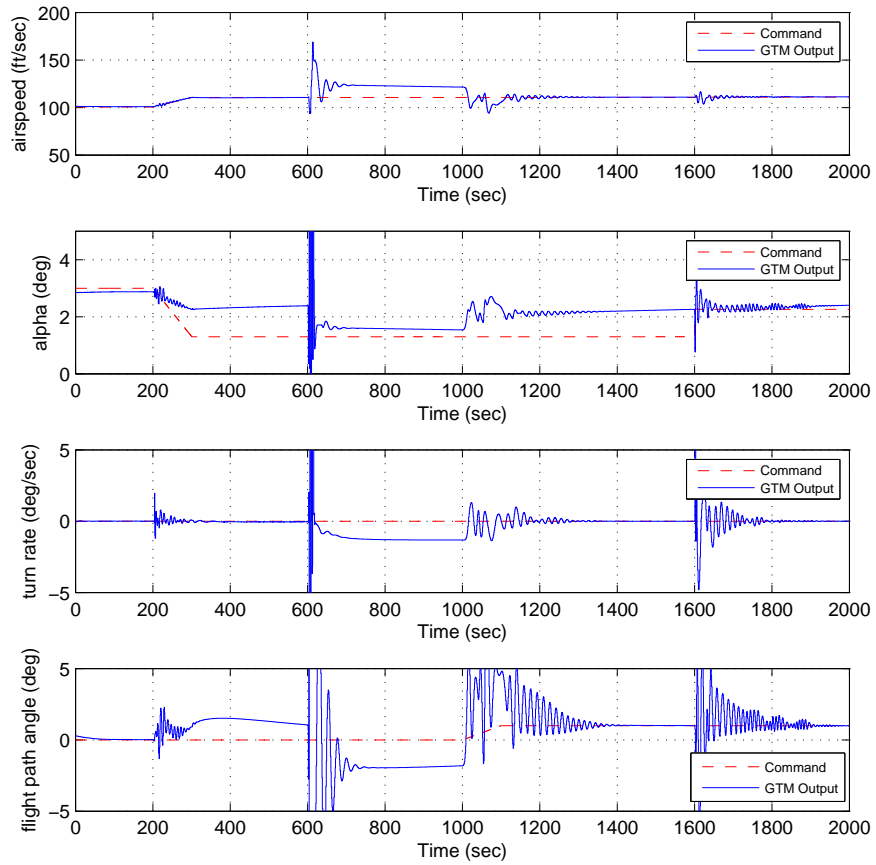 200
150
100
50
airspeed (ft/sec)
Command
GTM Output
0 200 400 600 800 1000 1200 1400 1600 1800 2000
Time (sec)
4
2
0
alpha (deg)
Command
GTM Output
0 200 400 600 800 1000 1200 1400 1600 1800 2000
Time (sec)
5
0
−5
turn rate (deg/sec)
Command
GTM Output
0 200 400 600 800 1000 1200 1400 1600 1800 2000
Time (sec)
5
0
−5
flight path angle (deg)
Command
GTM Output
0 200 400 600 800 1000 1200 1400 1600 1800 2000
Time (sec)